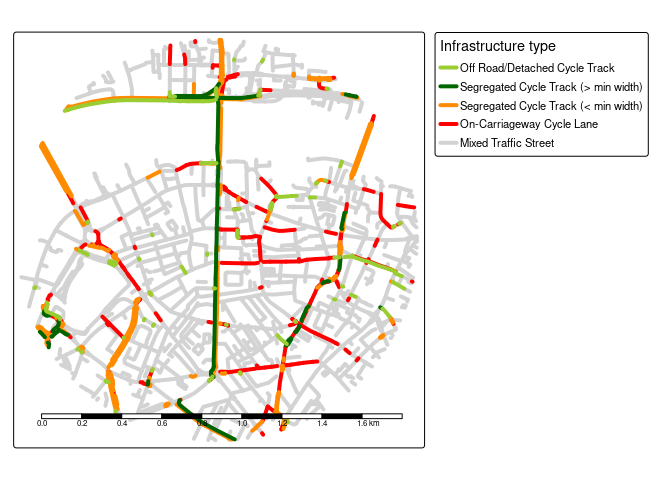 Infrastructure type
Off Road/Detached Cycle Track
Segregated Cycle Track (> min width)
Segregated Cycle Track (< min width)
On-Carriageway Cycle Lane
Mixed Traffic Street
0.0 0.2 0.4 0.6 0.8 1.0 1.2 1.4 1.6 km